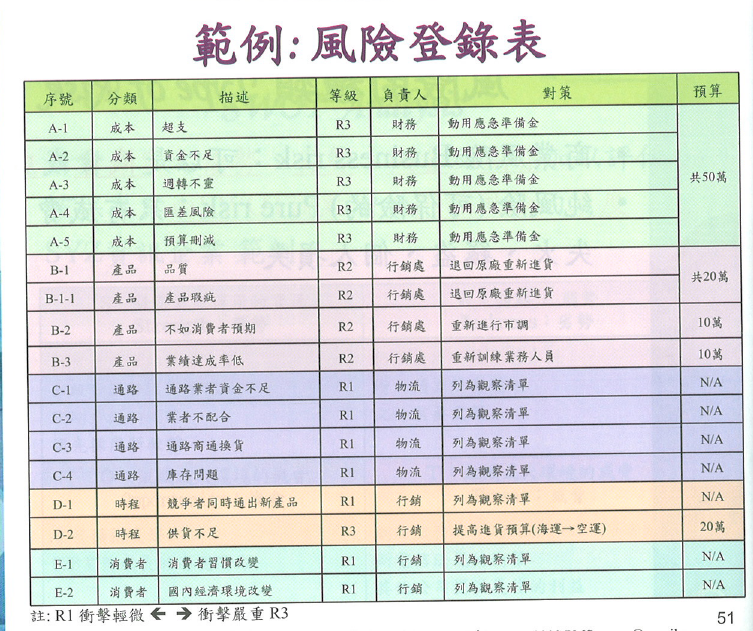 範例: 風險登錄表
序號 分類 描述 等級 負責人 對策 預算
A-1 成本 超支 R3 財務 動用應急準備金
A-2 成本 資金不足 R3 財務 動用應急準備金
A-3 成本 週轉不靈 R3 財務 動用應急準備金 共50萬
A-4 成本 匯差風險 R3 財務 動用應急準備金
A-5 成本 預算刪減 R3 財務 動用應急準備金
B-1 產品 品質 R2 行銷處 退回原廠重新進貨 共20萬
B-1-1 產品 產品瑕疵 R2 行銷處 退回原廠重新進貨
B-2 產品 不如消費者預期 R2 行銷處 重新進行市調 10萬
B-3 產品 業績達成率低 R2 行銷處 重新訓練業務人員 10萬
C-1 通路 通路業者資金不足 R1 物流 列為觀察清單 N/A
C-2 通路 業者不配合 R1 物流 列為觀察清單 N/A
C-3 通路 通路商通換貨 R1 物流 列為觀察清單 N/A
C-4 通路 庫存問題 R1 物流 列為觀察清單 N/A
D-1 時程 競爭者同時通出新產品 R1 行銷 列為觀察清單 N/A
D-2 時程 供貨不足 R3 行銷 提高進貨預算(海運→空運) 20萬
E-1 消費者 消費者習慣改變 R1 行銷 列為觀察清單 N/A
E-2 消費者 國內經濟環境改變 R1 行銷 列為觀察清單 N/A
註: R1 衝擊輕微 ← → 衝擊嚴重 R3
51